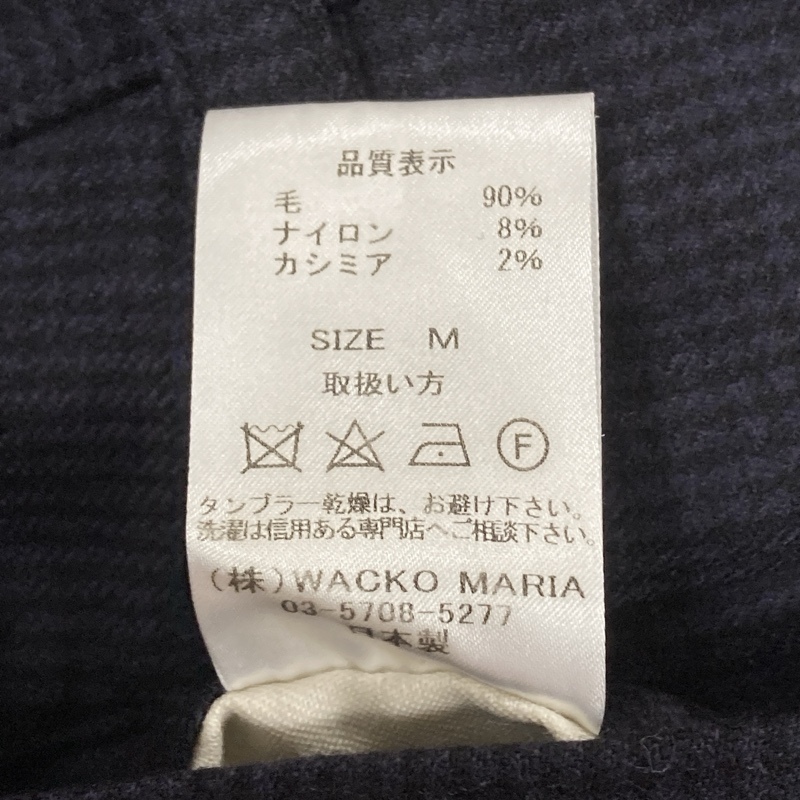 品質表示
毛 90%
ナイロン 8%
カシミア 2%
SIZE M
取扱い方
F
タンブラー乾燥は、お避け下さい。
洗濯は信用ある専門店へご相談下さい。
(株)WACKO MARIA
03-5708-5277
日本製